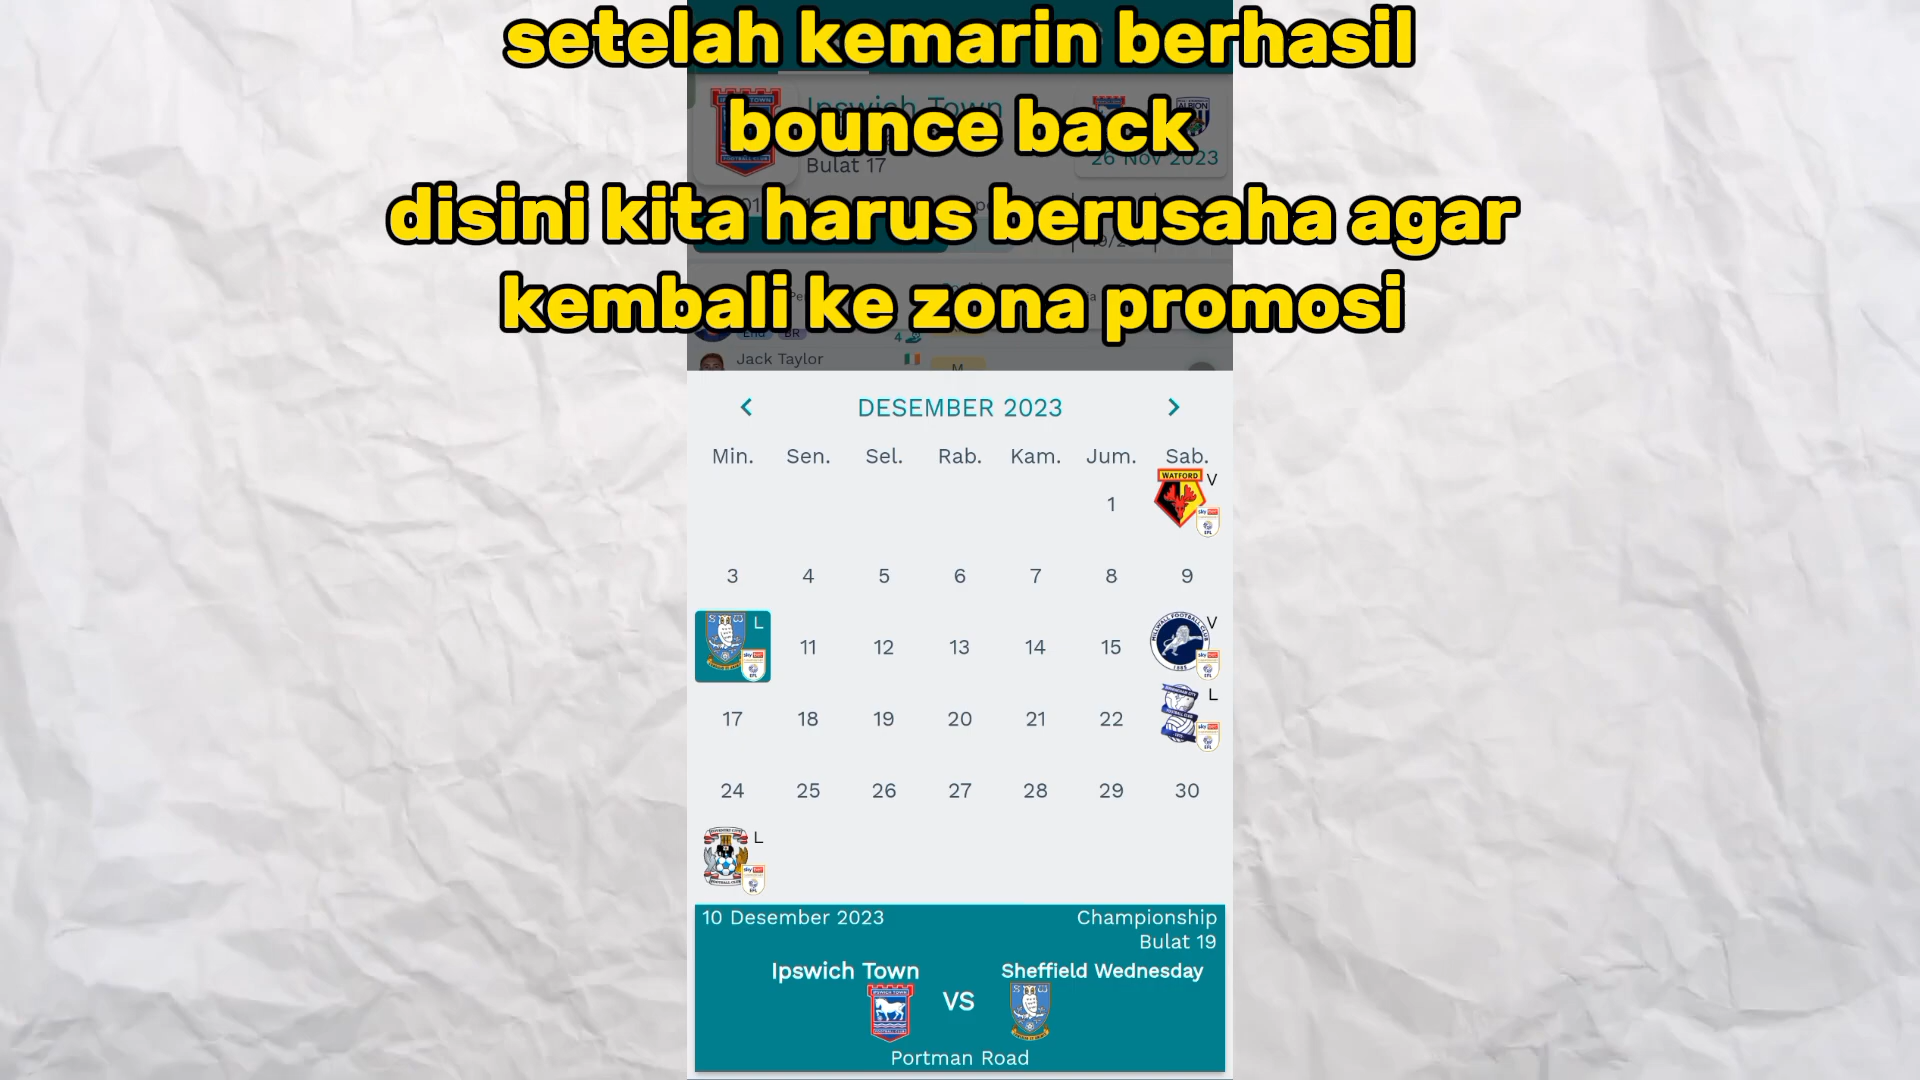 setelah kemarin berhasil
bounce back
disini kita harus berusaha agar
kembali ke zona promosi
Ipswich Town
Bulat 17
26 Nov 2023
Jack Taylor
M
DESEMBER 2023
Min. Sen. Sel. Rab. Kam. Jum. Sab.
1 WATFORD V
3 4 5 6 7 8 9
L 11 12 13 14 15 V
17 18 19 20 21 22 L
24 25 26 27 28 29 30
L
10 Desember 2023 Championship
Bulat 19
Ipswich Town VS Sheffield Wednesday
Portman Road